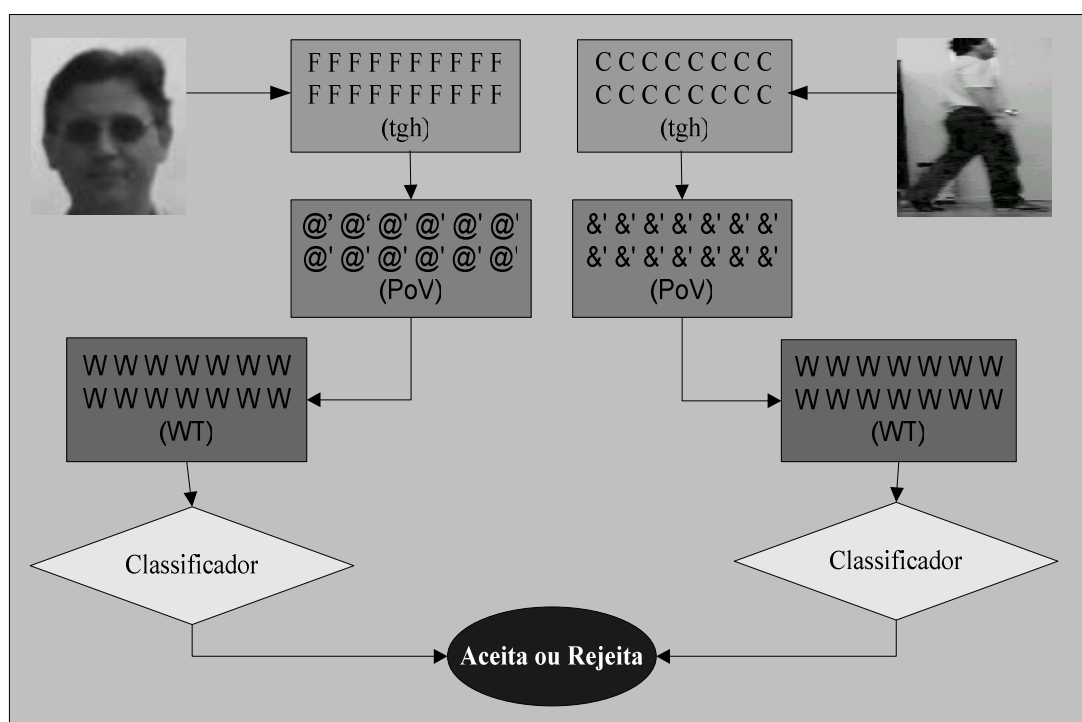 F F F F F F F F F F
F F F F F F F F F F
(tgh)
C C C C C C C C C
C C C C C C C C C
(tgh)
@’ @‘ @' @' @' @'
@' @' @' @' @' @'
(PoV)
&' &' &' &' &' &' &'
&' &' &' &' &' &' &'
(PoV)
W W W W W W W
W W W W W W W
(WT)
W W W W W W W
W W W W W W W
(WT)
Classificador
Classificador
Aceita ou Rejeita